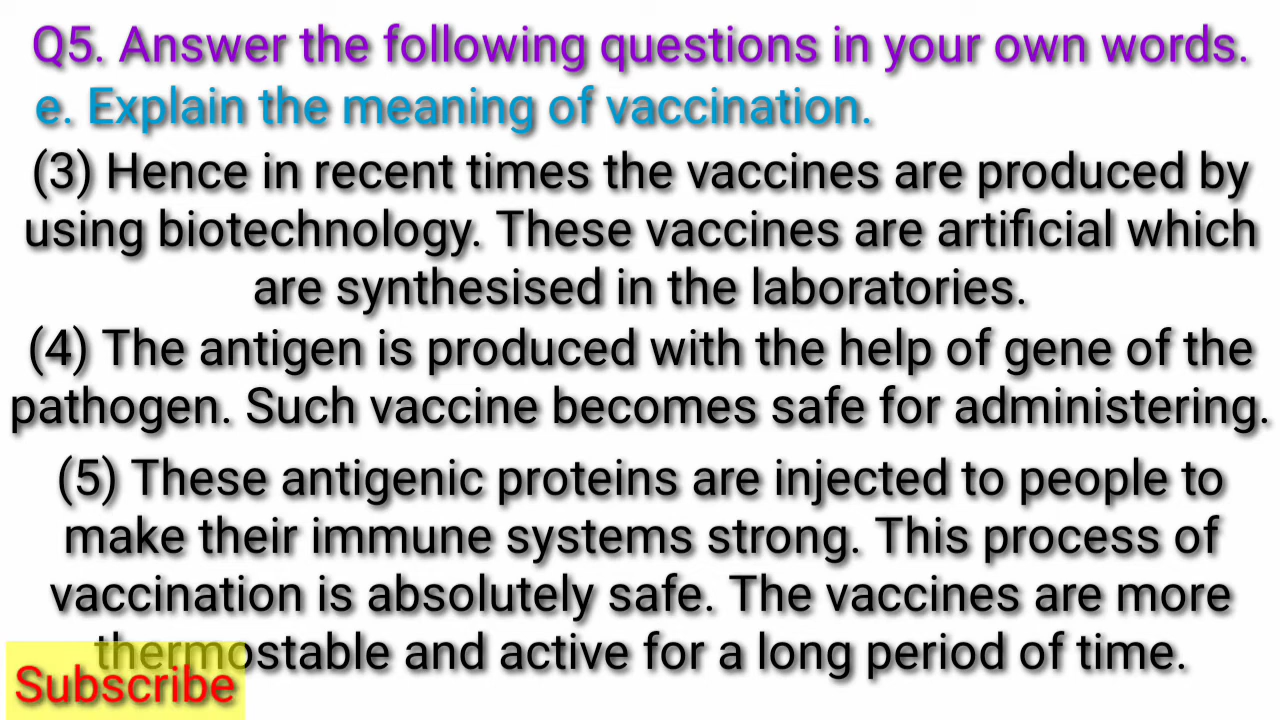 Q5. Answer the following questions in your own words.
e. Explain the meaning of vaccination.
(3) Hence in recent times the vaccines are produced by
using biotechnology. These vaccines are artificial which
are synthesised in the laboratories.
(4) The antigen is produced with the help of gene of the
pathogen. Such vaccine becomes safe for administering.
(5) These antigenic proteins are injected to people to
make their immune systems strong. This process of
vaccination is absolutely safe. The vaccines are more
thermostable and active for a long period of time.
Subscribe